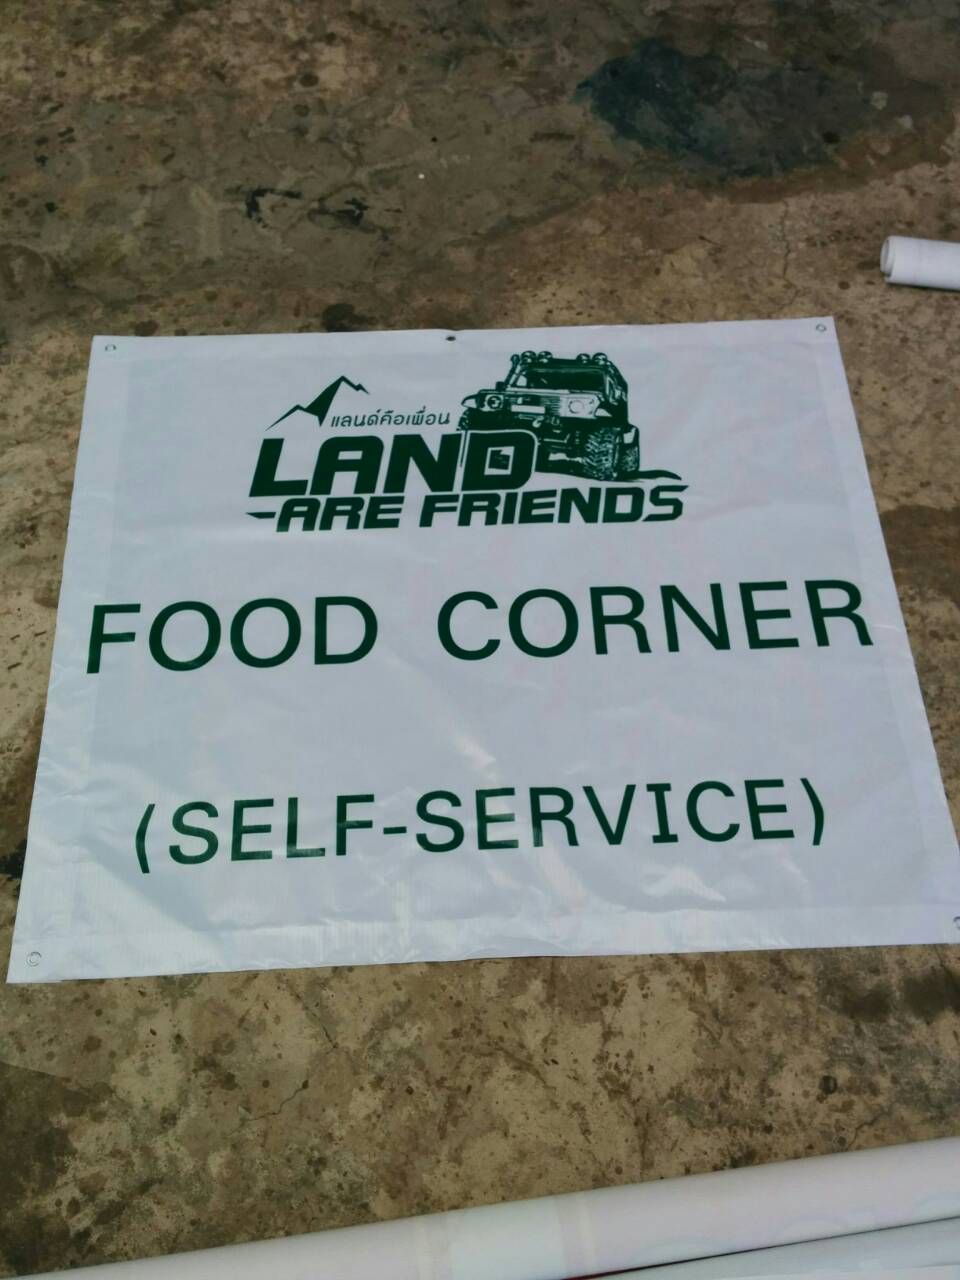 แลนด์คือเพื่อน
LAND
ARE FRIENDS
FOOD CORNER
(SELF-SERVICE)